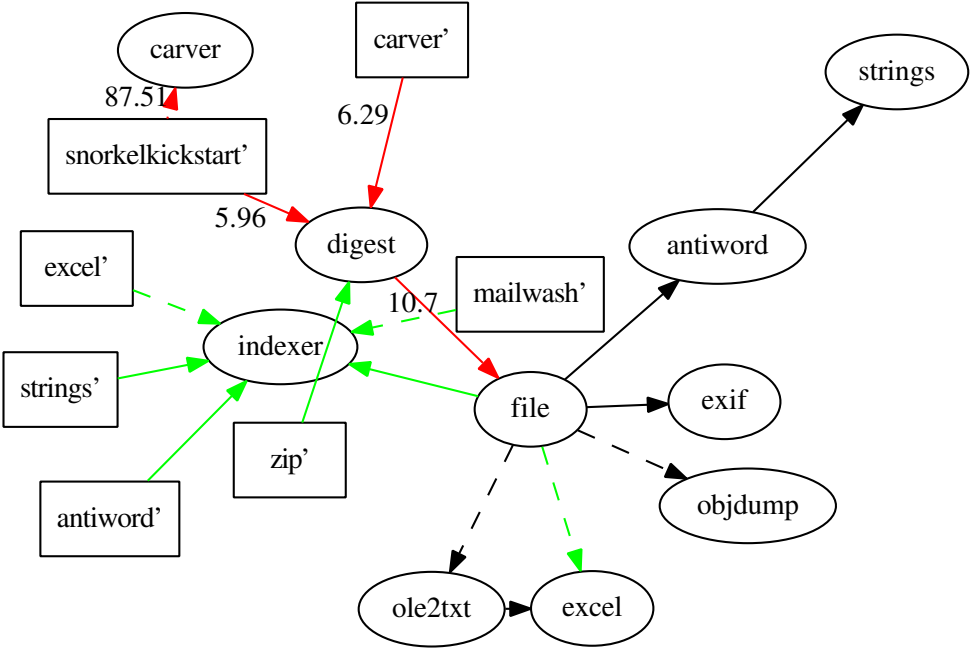 carver
carver’
strings
87.51
6.29
snorkelkickstart’
5.96
digest
antiword
excel’
mailwash’
10.7
indexer
strings’
file
exif
zip’
antiword’
objdump
ole2txt
excel